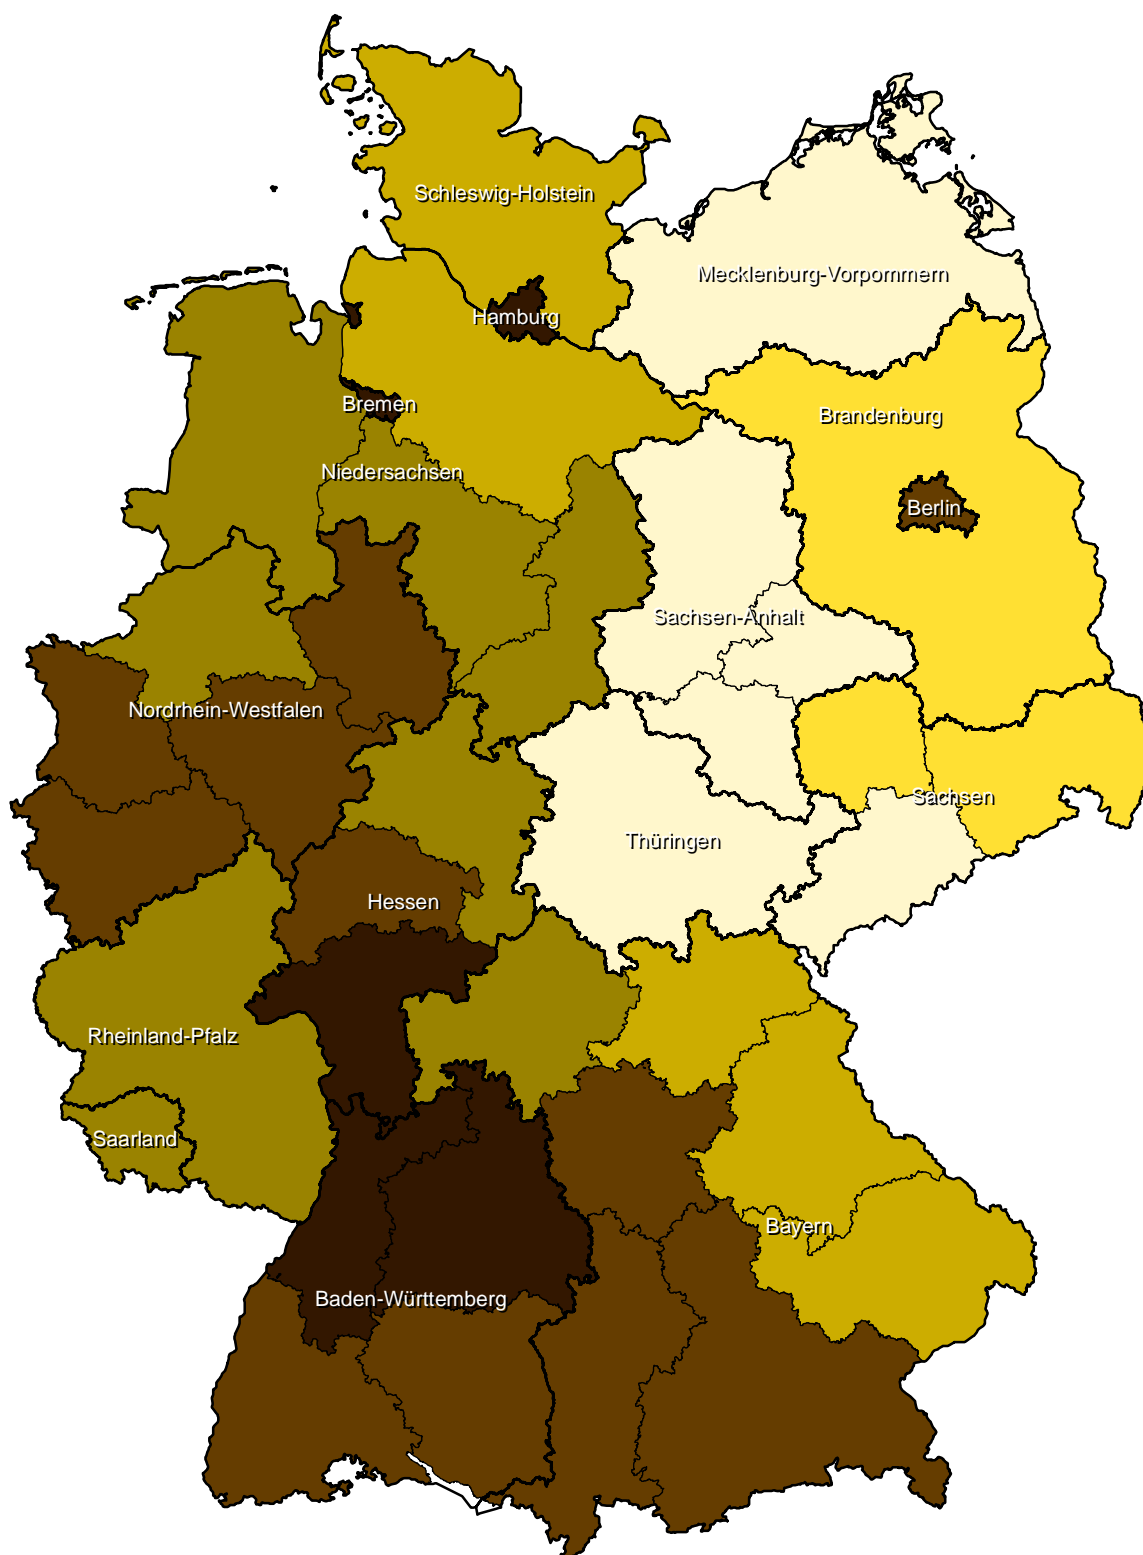 Schleswig-Holstein
Mecklenburg-Vorpommern
Hamburg
Bremen
Brandenburg
Niedersachsen
Berlin
Sachsen-Anhalt
Nordrhein-Westfalen
Sachsen
Thüringen
Hessen
Rheinland-Pfalz
Saarland
Bayern
Baden-Württemberg